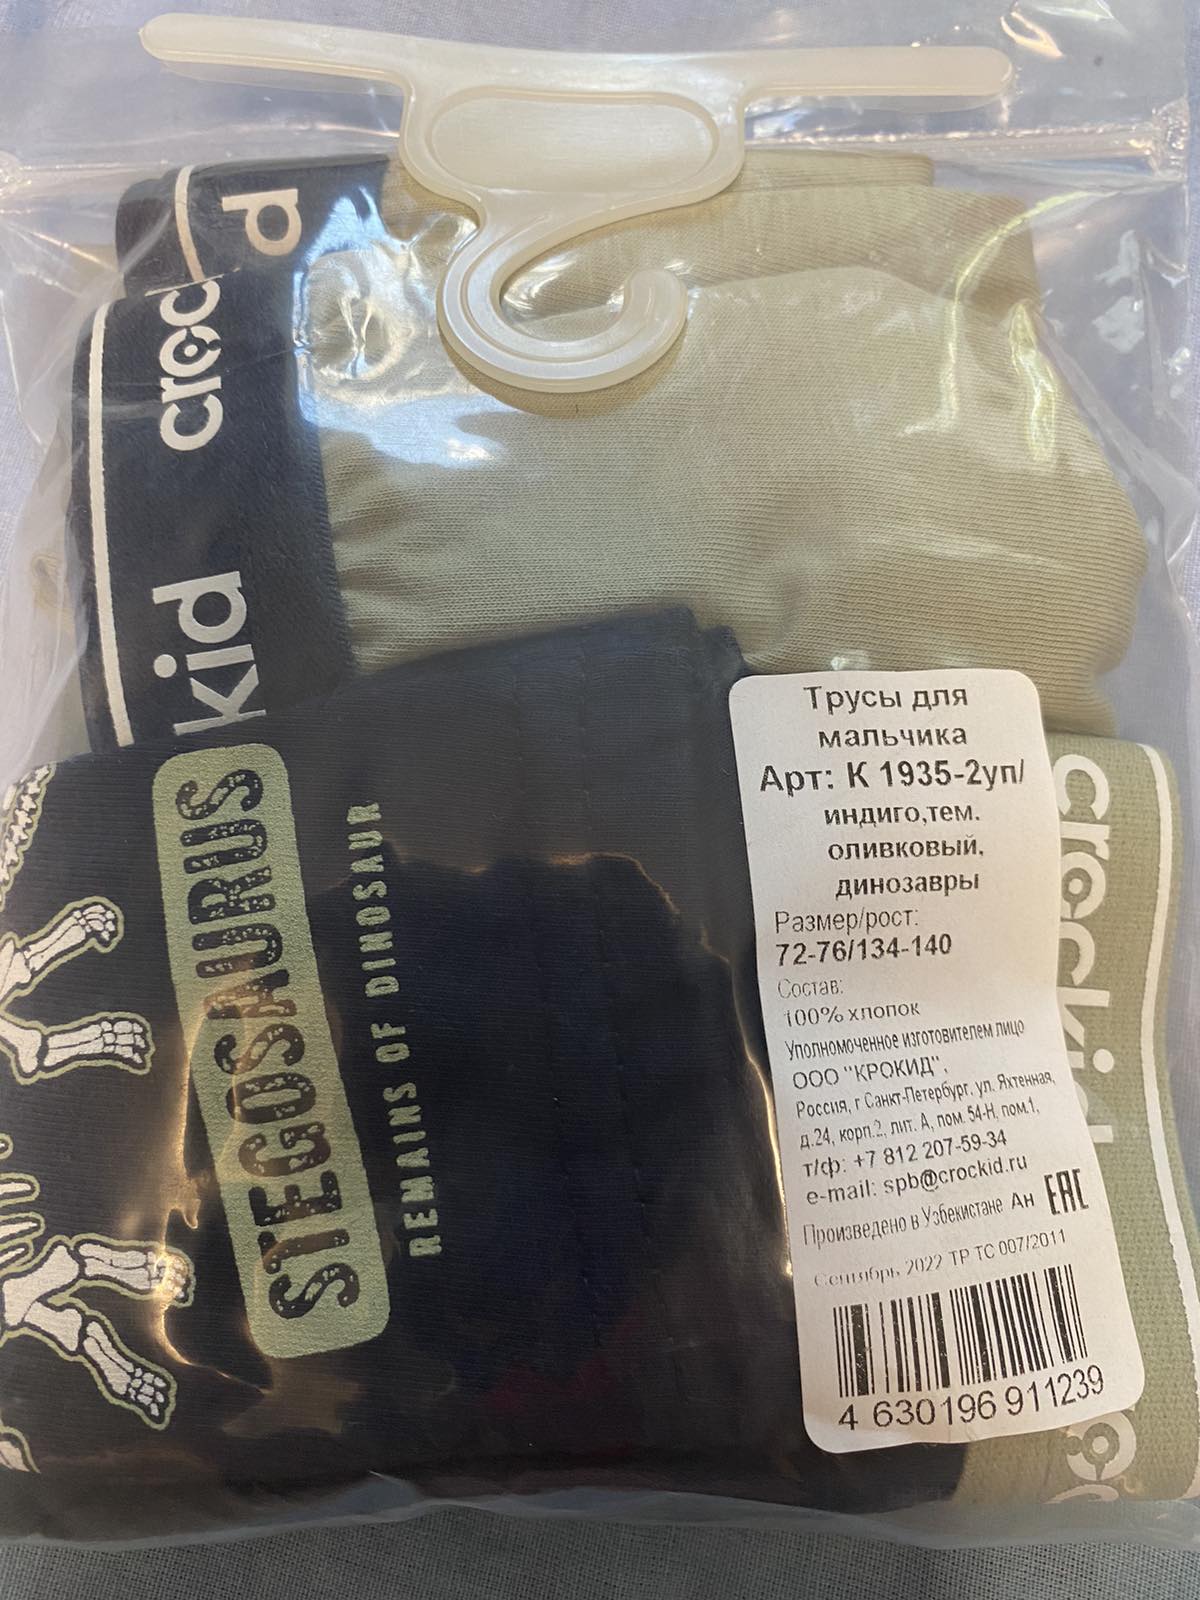 crockid
crockid
STEGOSAURUS
REMAINS OF DINOSAUR
Трусы для
мальчика
Арт: К 1935-2уп/
индиго,тем.
оливковый,
динозавры
Размер/рост:
72-76/134-140
Состав:
100% хлопок
Уполномоченное изготовителем лицо
ООО "КРОКИД",
Россия, г Санкт-Петербург, ул. Яхтенная,
д.24, корп.2, лит. А, пом. 54-Н, пом.1,
т/ф: +7 812 207-59-34
e-mail: spb@crockid.ru
Произведено в Узбекистане Ан EAC
Сентябрь 2022 ТР ТС 007/2011
4 630196 911239